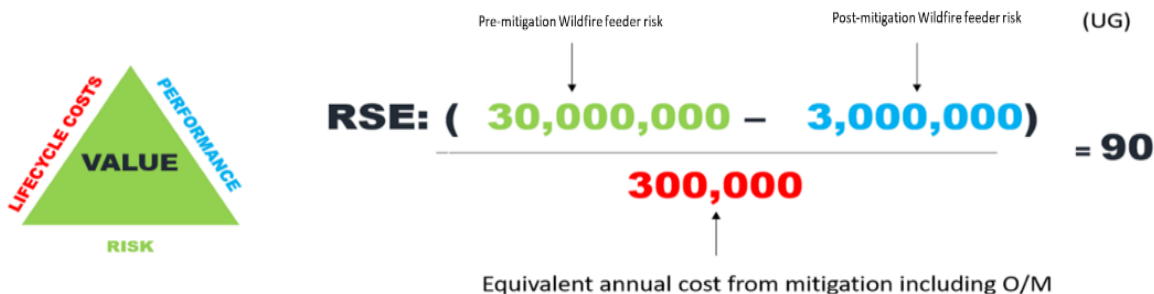 Pre-mitigation Wildfire feeder risk
Post-mitigation Wildfire feeder risk
(UG)
LIFECYCLE COSTS
PERFORMANCE
VALUE
RISK
RSE: ( 30,000,000 – 3,000,000)
300,000
= 90
Equivalent annual cost from mitigation including O/M